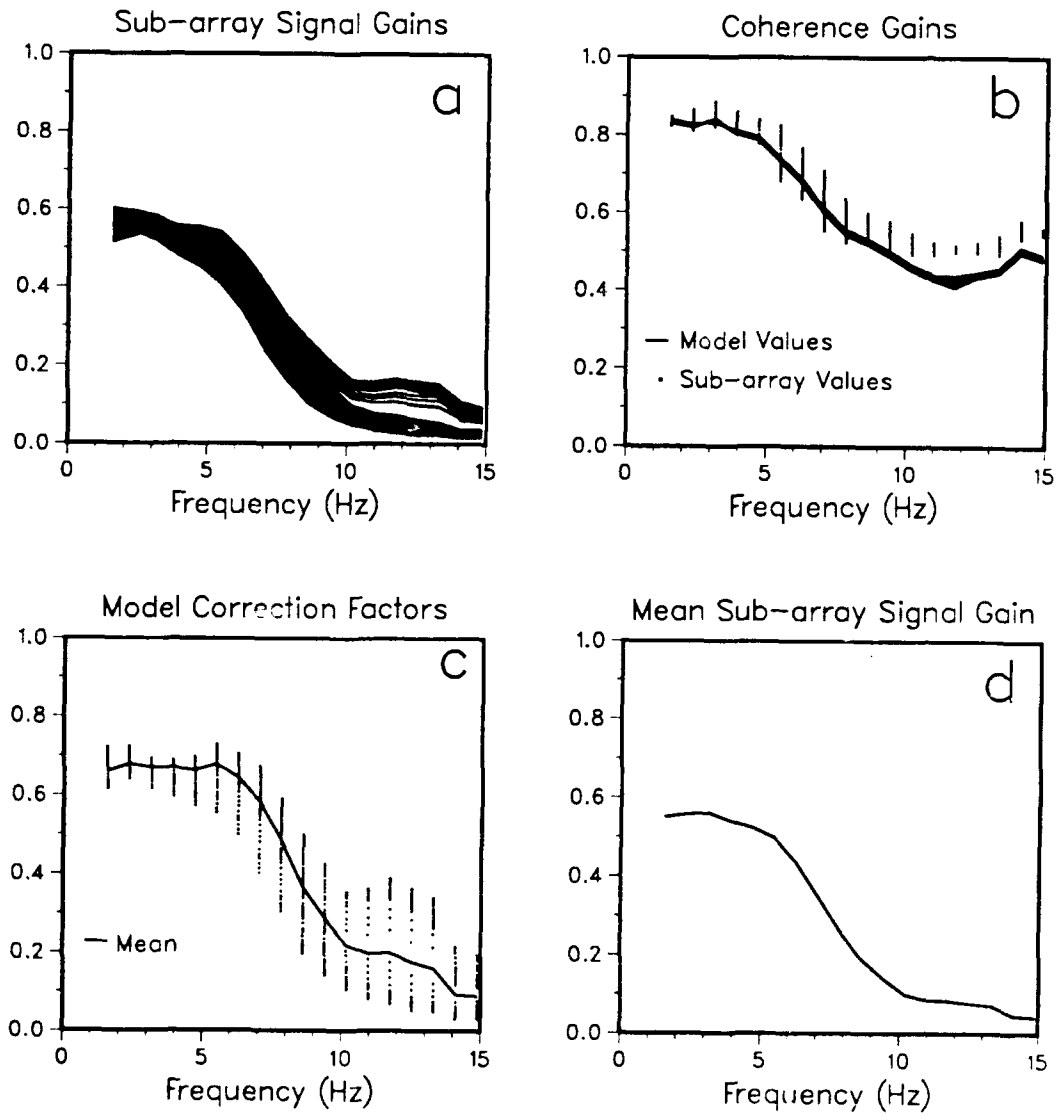 Sub-array Signal Gains
a
1.0
0.8
0.6
0.4
0.2
0.0
0 5 10 15
Frequency (Hz)
Coherence Gains
b
1.0
0.8
0.6
0.4
0.2
0.0
Model Values
Sub-array Values
0 5 10 15
Frequency (Hz)
Model Correction Factors
c
1.0
0.8
0.6
0.4
0.2
0.0
Mean
0 5 10 15
Frequency (Hz)
Mean Sub-array Signal Gain
d
1.0
0.8
0.6
0.4
0.2
0.0
0 5 10 15
Frequency (Hz)